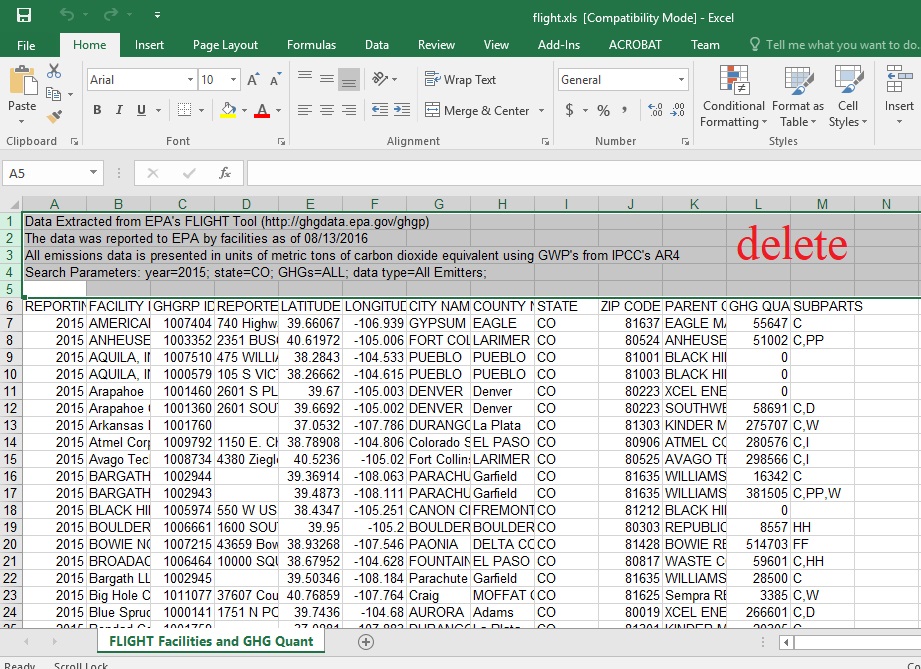 flight.xls [Compatibility Mode] - Excel
File Home Insert Page Layout Formulas Data Review View Add-Ins ACROBAT Team Tell me what you want to do.
Arial 10 A A Wrap Text General
Paste B I U A Merge & Center $ % , Conditional Formatting Format as Table Cell Styles Insert
Clipboard Font Alignment Number Styles
A5 fx
A B C D E F G H I J K L M N
1 Data Extracted from EPA's FLIGHT Tool (http://ghgdata.epa.gov/ghgp)
2 The data was reported to EPA by facilities as of 08/13/2016
delete
3 All emissions data is presented in units of metric tons of carbon dioxide equivalent using GWP's from IPCC's AR4
4 Search Parameters: year=2015; state=CO; GHGs=ALL; data type=All Emitters;
5
6 REPORTIN FACILITY GHGRP ID REPORTE LATITUDE LONGITUD CITY NAM COUNTY N STATE ZIP CODE PARENT C GHG QUA SUBPARTS
7 2015 AMERICA 1007404 740 Highw 39.66067 -106.939 GYPSUM EAGLE CO 81637 EAGLE MA 55647 C
8 2015 ANHEUSE 1003352 2351 BUS 40.61972 -105.006 FORT COL LARIMER CO 80524 ANHEUSE 51002 C,PP
9 2015 AQUILA, IN 1007510 475 WILLI 38.2843 -104.533 PUEBLO PUEBLO CO 81001 BLACK HI 0
10 2015 AQUILA, IN 1000579 105 S VIC 38.26662 -104.615 PUEBLO PUEBLO CO 81003 BLACK HI 0
11 2015 Arapahoe 1001460 2601 S PL 39.67 -105.003 DENVER Denver CO 80223 XCEL ENE 0
12 2015 Arapahoe 1001360 2601 SOU 39.6692 -105.002 DENVER Denver CO 80223 SOUTHWE 58691 C,D
13 2015 Arkansas 1001760 37.0532 -107.786 DURANG La Plata CO 81303 KINDER M 275707 C,W
14 2015 Atmel Corp 1009792 1150 E. Ch 38.78908 -104.806 Colorado S EL PASO CO 80906 ATMEL CO 280576 C,I
15 2015 Avago Tec 1008734 4380 Ziegle 40.5236 -105.02 Fort Collins LARIMER CO 80525 AVAGO TE 298566 C,I
16 2015 BARGATH 1002944 39.36914 -108.063 PARACHU Garfield CO 81635 WILLIAMS 16342 C
17 2015 BARGATH 1002943 39.4873 -108.111 PARACHU Garfield CO 81635 WILLIAMS 381505 C,PP,W
18 2015 BLACK HI 1005974 550 W US 38.4347 -105.251 CANON CI FREMONT CO 81212 BLACK HI 0
19 2015 BOULDER 1006661 1600 SOU 39.95 -105.2 BOULDER BOULDER CO 80303 REPUBLIC 8557 HH
20 2015 BOWIE NO 1007215 43659 Bow 38.93268 -107.546 PAONIA DELTA CO CO 81428 BOWIE RE 514703 FF
21 2015 BROADAC 1006464 10000 SQU 38.67952 -104.628 FOUNTAIN EL PASO CO 80817 WASTE C 59601 C,HH
22 2015 Bargath LL 1002945 39.50346 -108.184 Parachute Garfield CO 81635 WILLIAMS 28500 C
23 2015 Big Hole C 1011077 37607 Cou 40.76859 -107.764 Craig MOFFAT C CO 81625 Sempra RE 3385 C,W
24 2015 Blue Spruc 1000141 1751 N PO 39.7436 -104.68 AURORA Adams CO 80019 XCEL ENE 266601 C,D
FLIGHT Facilities and GHG Quant
Ready Scroll Lock